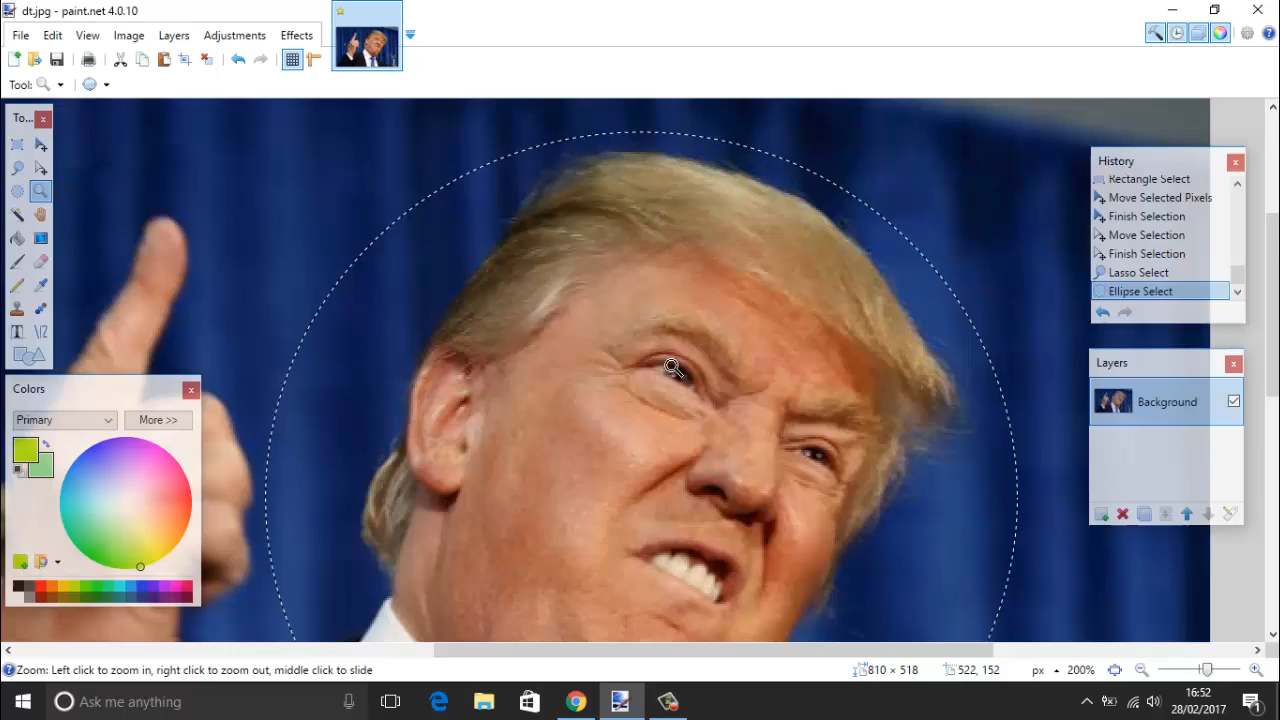 dt.jpg - paint.net 4.0.10
File Edit View Image Layers Adjustments Effects
Tool:
To...
History
Rectangle Select
Move Selected Pixels
Finish Selection
Move Selection
Finish Selection
Lasso Select
Ellipse Select
Layers
Background
Colors
Primary
More >>
Zoom: Left click to zoom in, right click to zoom out, middle click to slide
810 × 518
522, 152
px
200%
Ask me anything
16:52
28/02/2017